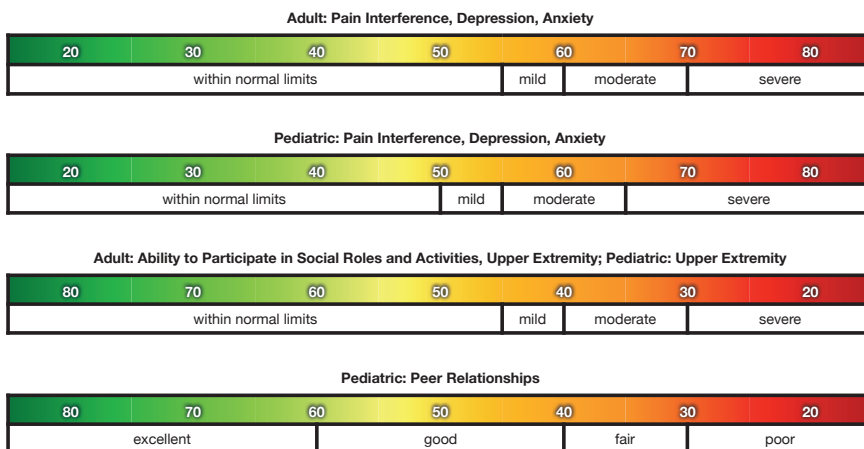 Adult: Pain Interference, Depression, Anxiety
20 30 40 50 60 70 80
within normal limits mild moderate severe
Pediatric: Pain Interference, Depression, Anxiety
20 30 40 50 60 70 80
within normal limits mild moderate severe
Adult: Ability to Participate in Social Roles and Activities, Upper Extremity; Pediatric: Upper Extremity
80 70 60 50 40 30 20
within normal limits mild moderate severe
Pediatric: Peer Relationships
80 70 60 50 40 30 20
excellent good fair poor